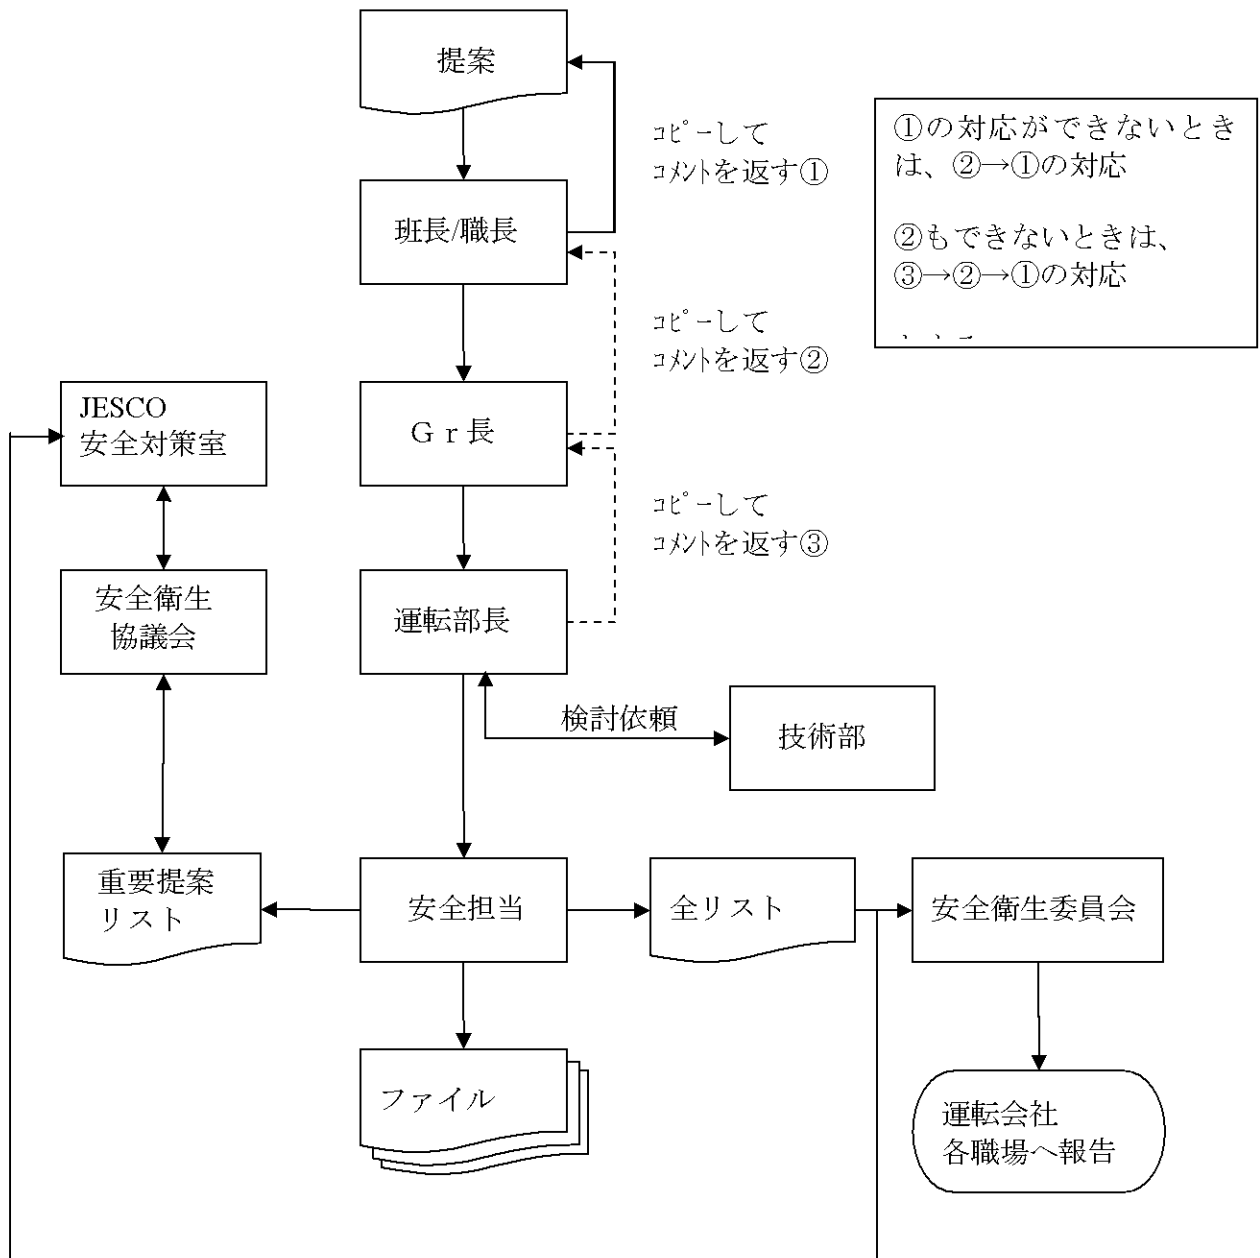 提案
コピーして
コメントを返す①
①の対応ができないとき
は、②→①の対応
②もできないときは、
③→②→①の対応
班長/職長
コピーして
コメントを返す②
JESCO
安全対策室
Gr長
コピーして
コメントを返す③
安全衛生
協議会
運転部長
検討依頼
技術部
重要提案
リスト
安全担当
全リスト
安全衛生委員会
ファイル
運転会社
各職場へ報告